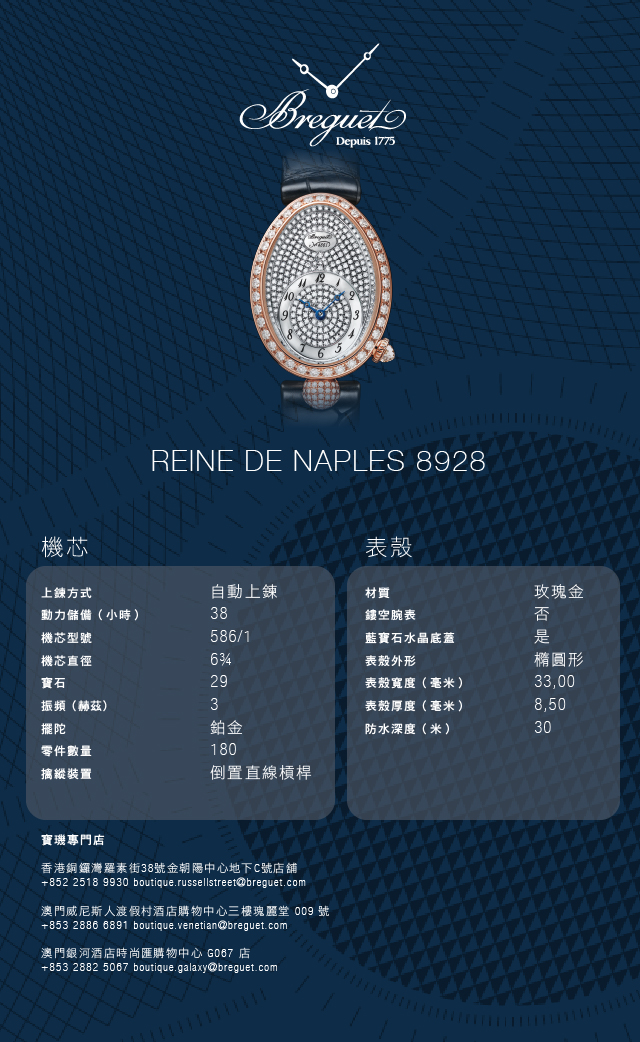 Breguet
Depuis 1775
Breguet
REINE DE NAPLES 8928
機芯
上鍊方式 自動上鍊
動力儲備（小時） 38
機芯型號 586/1
機芯直徑 6¾
寶石 29
振頻（赫茲） 3
擺陀 鉑金
零件數量 180
擒縱裝置 倒置直線槓桿
表殼
材質 玫瑰金
鏤空腕表 否
藍寶石水晶底蓋 是
表殼外形 橢圓形
表殼寬度（毫米） 33,00
表殼厚度（毫米） 8,50
防水深度（米） 30
寶璣專門店
香港銅鑼灣羅素街38號金朝陽中心地下C號店舖
+852 2518 9930 boutique.russellstreet@breguet.com
澳門威尼斯人渡假村酒店購物中心三樓瑰麗堂 009 號
+853 2886 6891 boutique.venetian@breguet.com
澳門銀河酒店時尚匯購物中心 G067 店
+853 2882 5067 boutique.galaxy@breguet.com